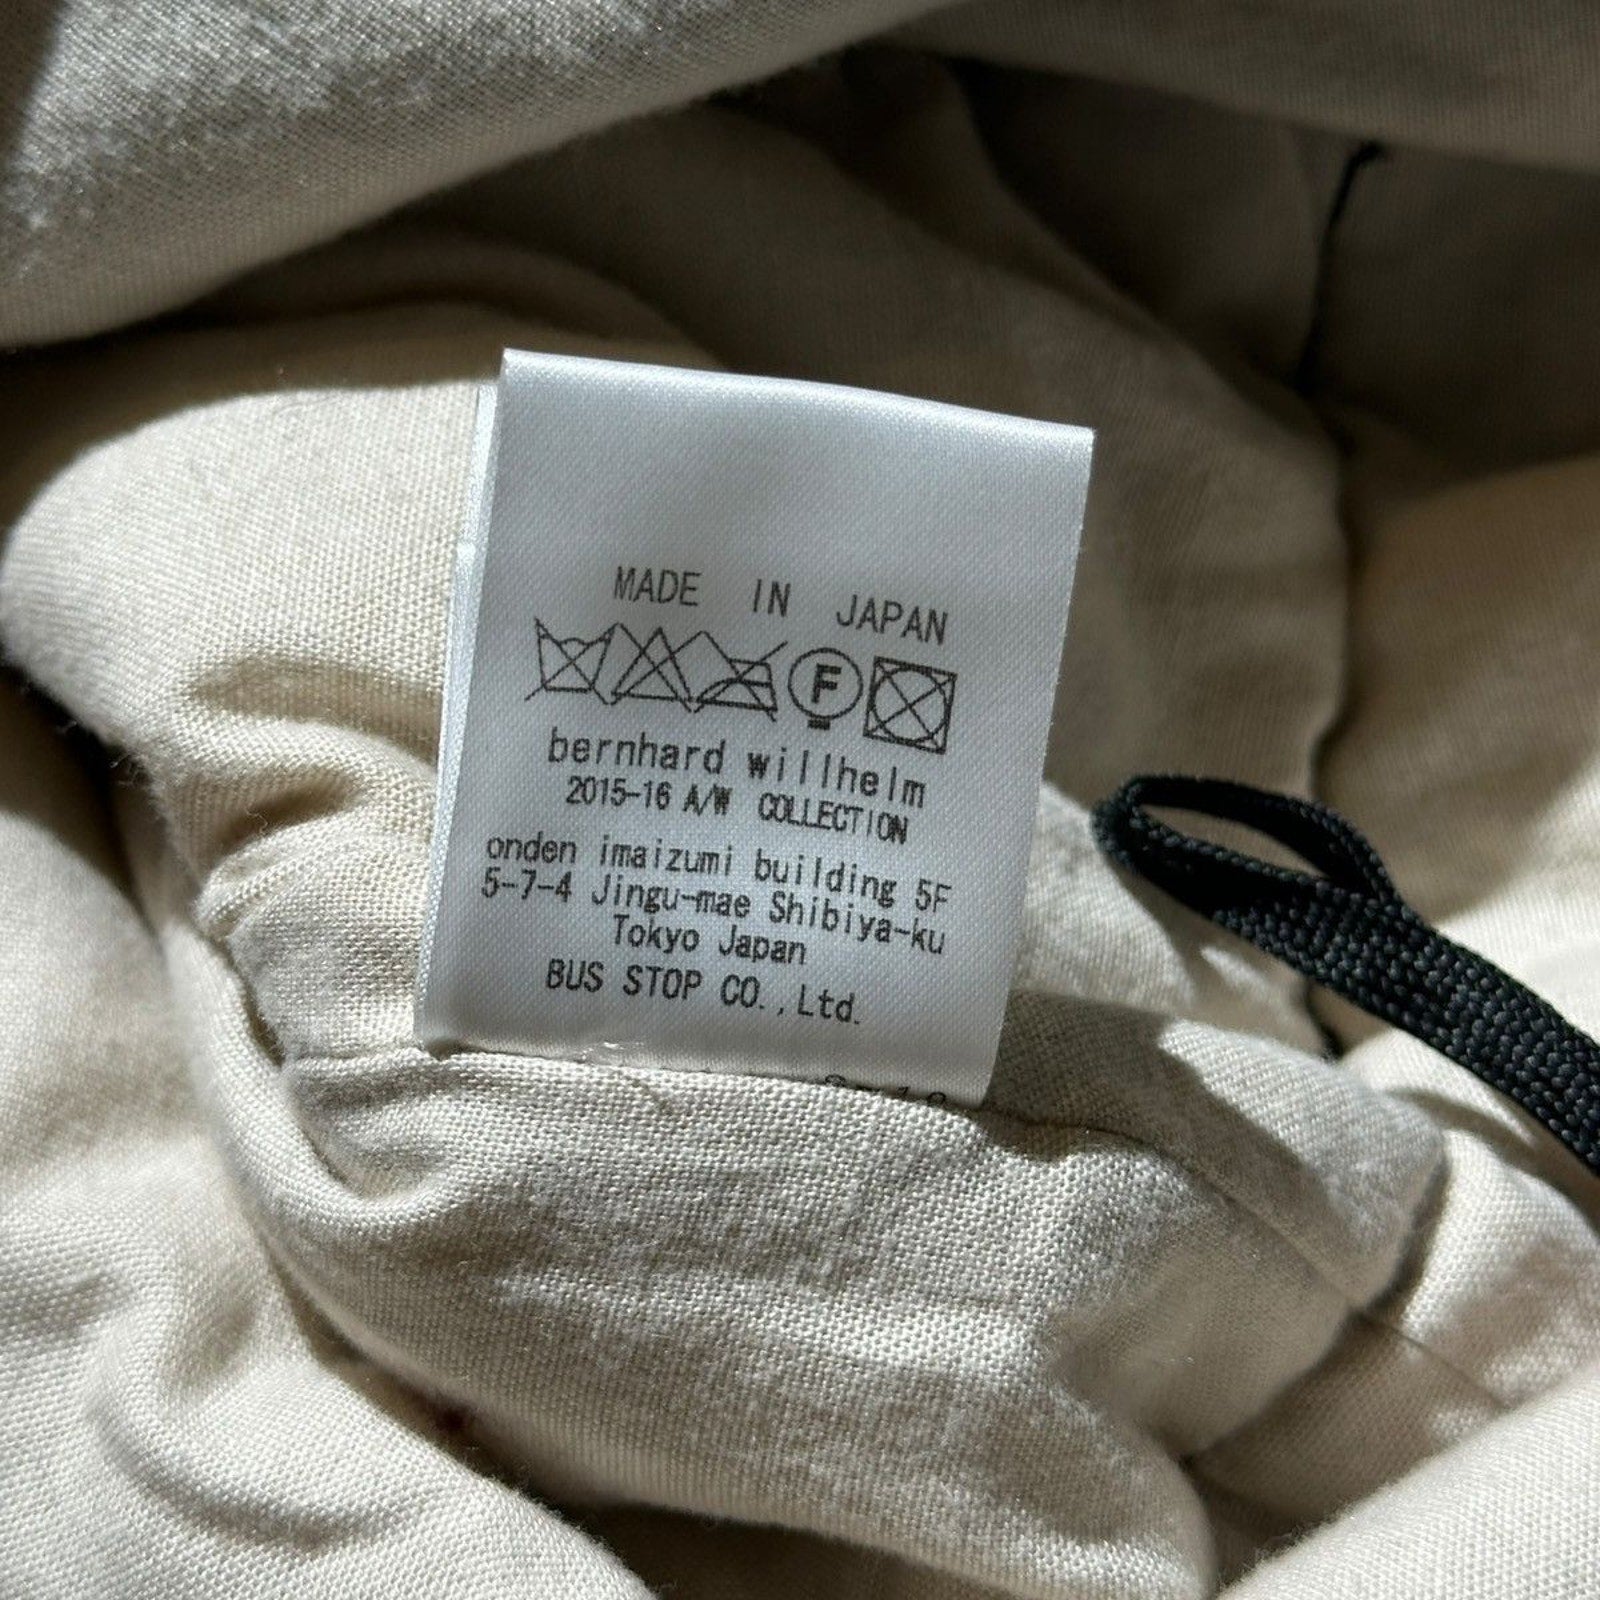 MADE IN JAPAN
F
bernhard willhelm
2015-16 A/W COLLECTION
onden imaizumi building 5F
5-7-4 Jingu-mae Shibiya-ku
Tokyo Japan
BUS STOP CO.,Ltd.